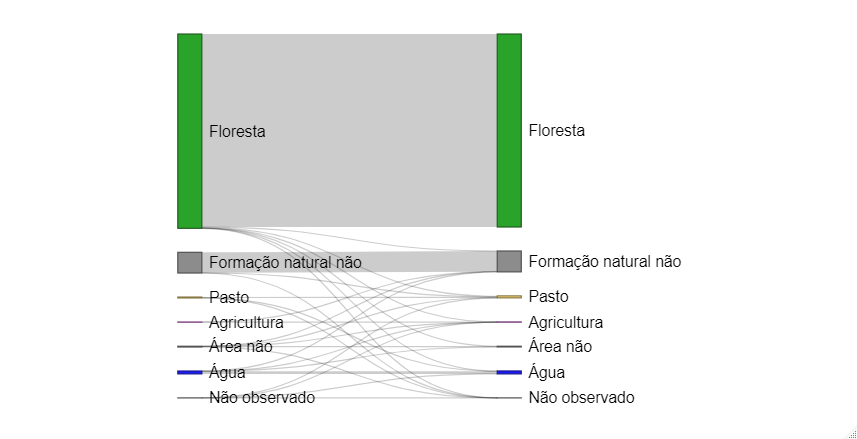 Floresta
Floresta
Formação natural não
Formação natural não
Pasto
Pasto
Agricultura
Agricultura
Área não
Área não
Água
Água
Não observado
Não observado